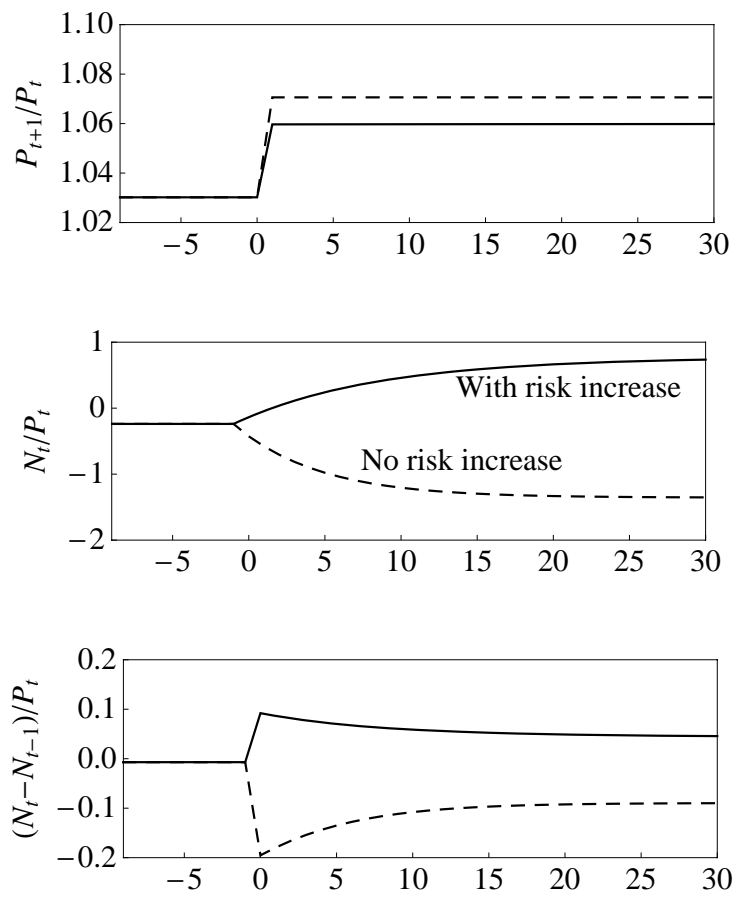 1.10
1.08
1.06
1.04
1.02
P_{t+1}/P_t
−5 0 5 10 15 20 25 30
1
0
−1
−2
N_t/P_t
With risk increase
No risk increase
−5 0 5 10 15 20 25 30
0.2
0.1
0.0
−0.1
−0.2
(N_t−N_{t−1})/P_t
−5 0 5 10 15 20 25 30